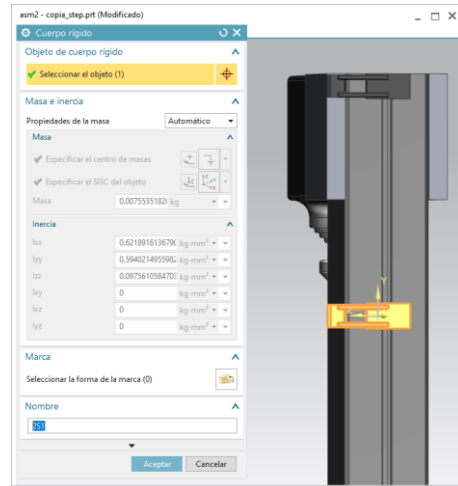 asm2 - copia_step.prt (Modificado)
Cuerpo rígido
Objeto de cuerpo rígido
Seleccionar el objeto (1)
Masa e inercia
Propiedades de la masa Automático
Masa
Especificar el centro de masas
Especificar el SISC del objeto
Masa 0.0075535182( kg
Inercia
Ixx 0.621891613679( kg·mm²
Iyy 0.5940214955982 kg·mm²
Izz 0.0975610584703 kg·mm²
Ixy 0 kg·mm²
Ixz 0 kg·mm²
Iyz 0 kg·mm²
Marca
Seleccionar la forma de la marca (0)
Nombre
2S1
Aceptar Cancelar
Y